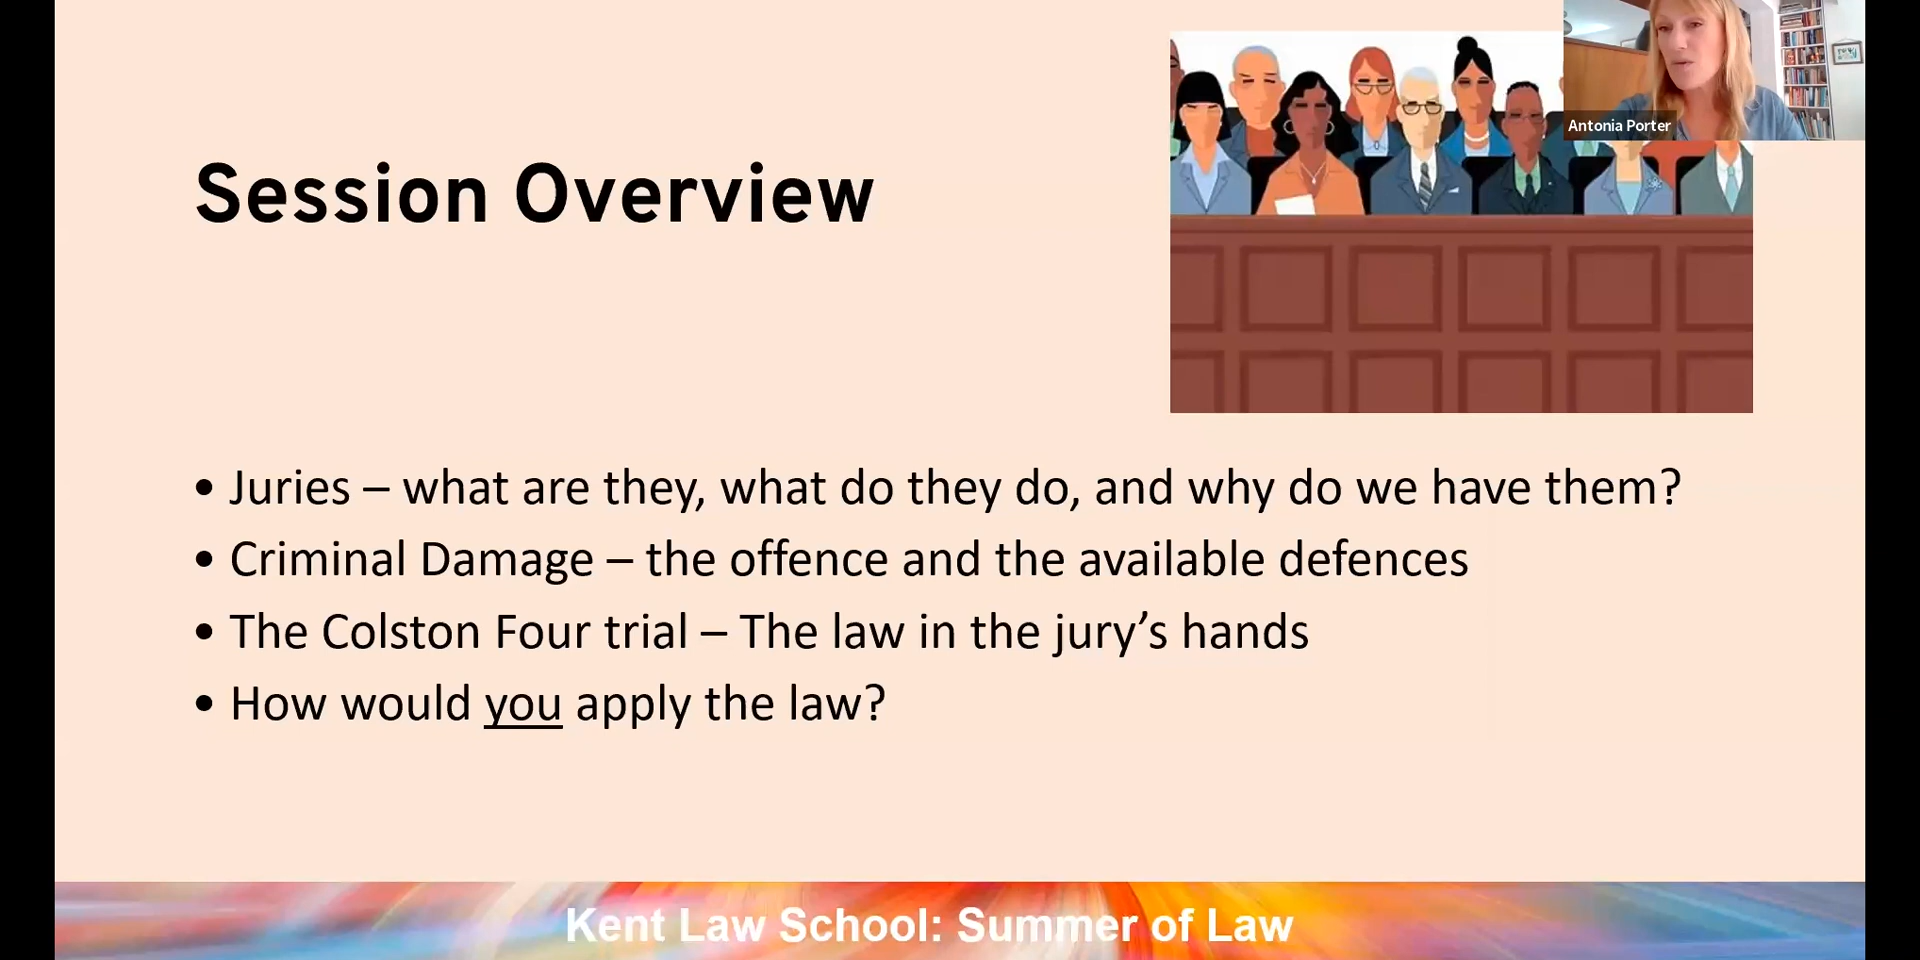 Antonia Porter
Session Overview
• Juries – what are they, what do they do, and why do we have them?
• Criminal Damage – the offence and the available defences
• The Colston Four trial – The law in the jury’s hands
• How would you apply the law?
Kent Law School: Summer of Law